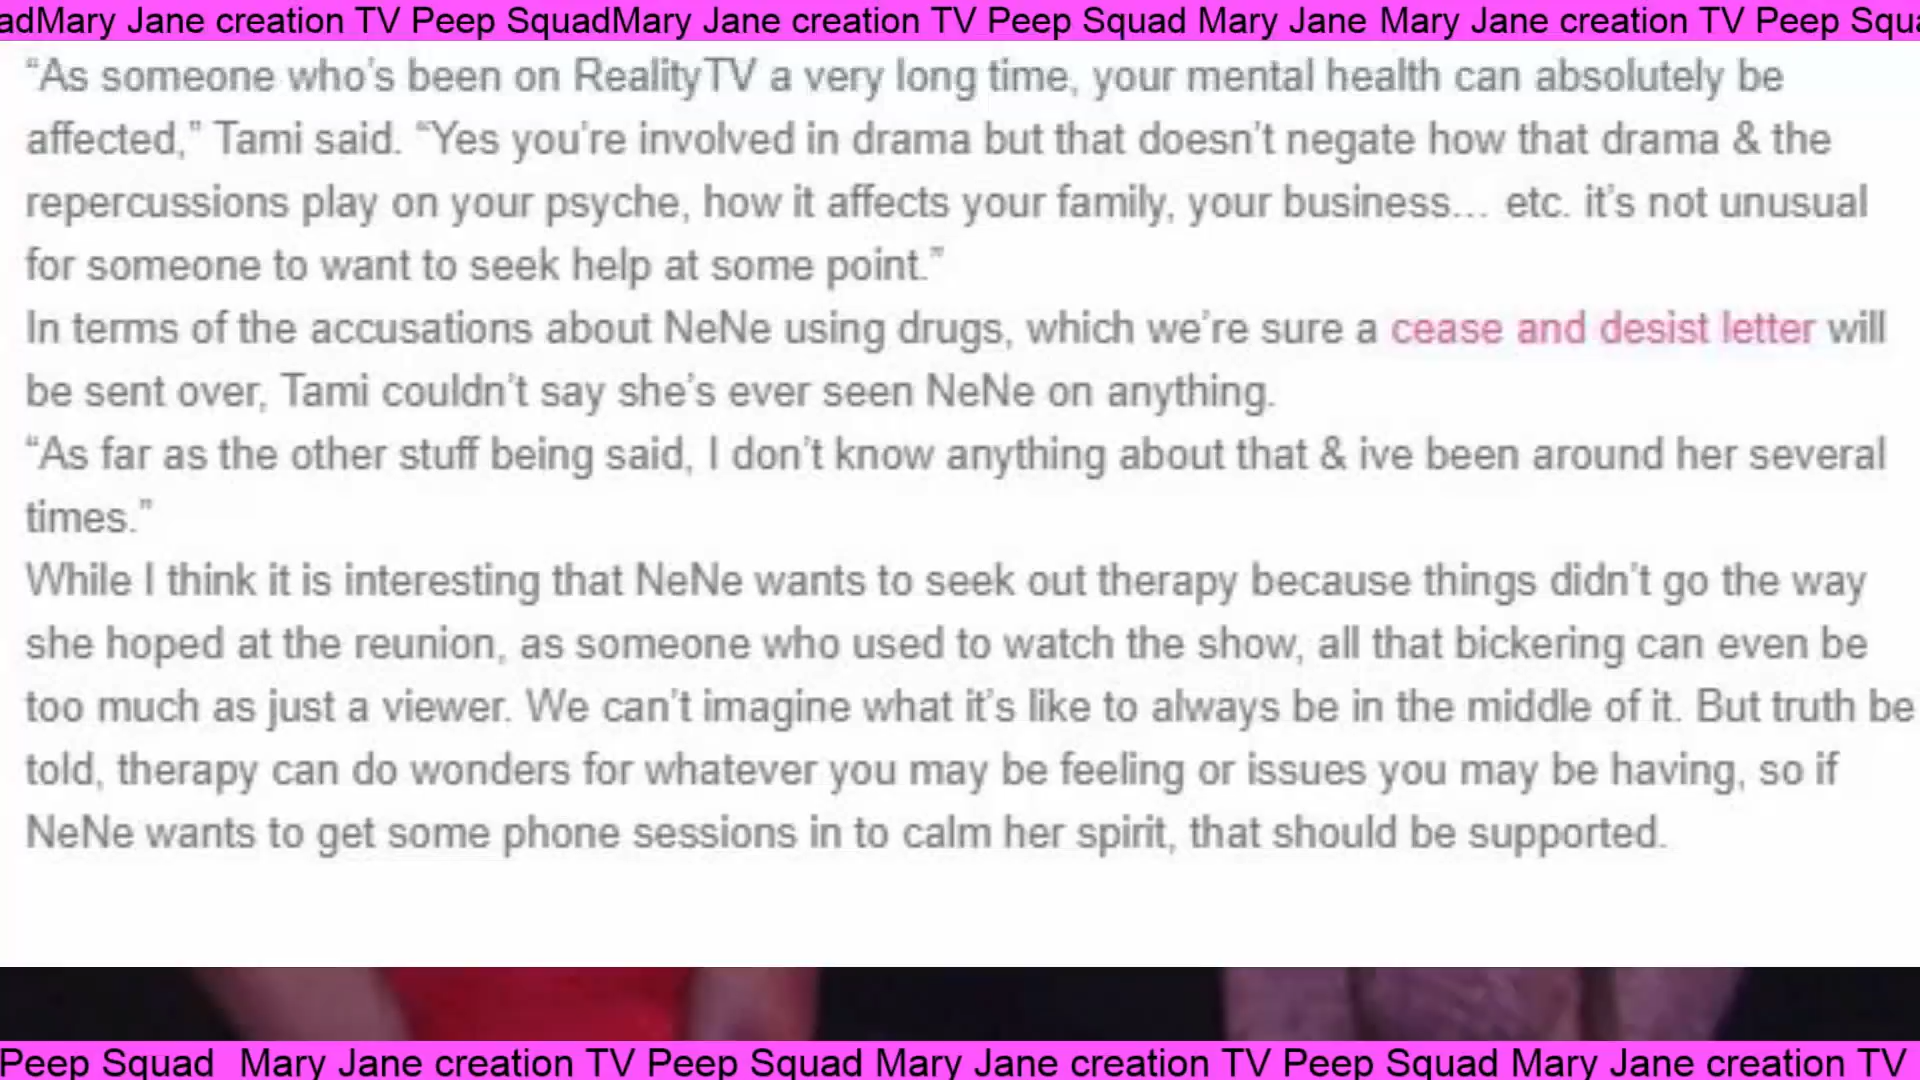 adMary Jane creation TV Peep SquadMary Jane creation TV Peep Squad Mary Jane Mary Jane creation TV Peep Squa
“As someone who’s been on RealityTV a very long time, your mental health can absolutely be
affected,” Tami said. “Yes you’re involved in drama but that doesn’t negate how that drama & the
repercussions play on your psyche, how it affects your family, your business… etc. it’s not unusual
for someone to want to seek help at some point.”
In terms of the accusations about NeNe using drugs, which we’re sure a cease and desist letter will
be sent over, Tami couldn’t say she’s ever seen NeNe on anything.
“As far as the other stuff being said, I don’t know anything about that & ive been around her several
times.”
While I think it is interesting that NeNe wants to seek out therapy because things didn’t go the way
she hoped at the reunion, as someone who used to watch the show, all that bickering can even be
too much as just a viewer. We can’t imagine what it’s like to always be in the middle of it. But truth be
told, therapy can do wonders for whatever you may be feeling or issues you may be having, so if
NeNe wants to get some phone sessions in to calm her spirit, that should be supported.
Peep Squad Mary Jane creation TV Peep Squad Mary Jane creation TV Peep Squad Mary Jane creation TV